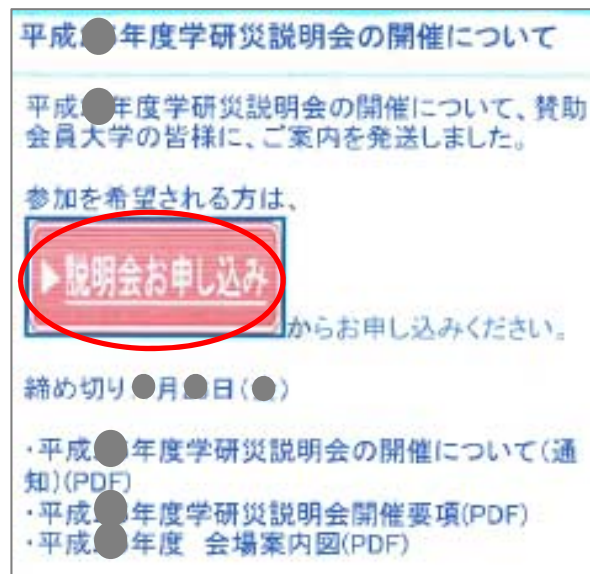 平成年度学研災説明会の開催について
平成年度学研災説明会の開催について、賛助
会員大学の皆様に、ご案内を発送しました。
参加を希望される方は、
▶説明会お申し込み
からお申し込みください。
締め切り月日()
・平成年度学研災説明会の開催について(通
知)(PDF)
・平成年度学研災説明会開催要項(PDF)
・平成年度 会場案内図(PDF)